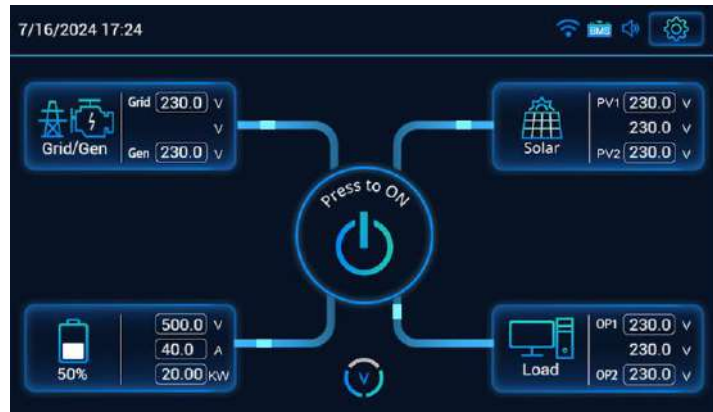 7/16/2024 17:24
BMS
Grid 230.0 V
V
Gen 230.0 V
Grid/Gen
PV1 230.0 V
230.0 V
PV2 230.0 V
Solar
Press to ON
500.0 V
40.0 A
20.00 KW
50%
OP1 230.0 V
230.0 V
OP2 230.0 V
Load
V